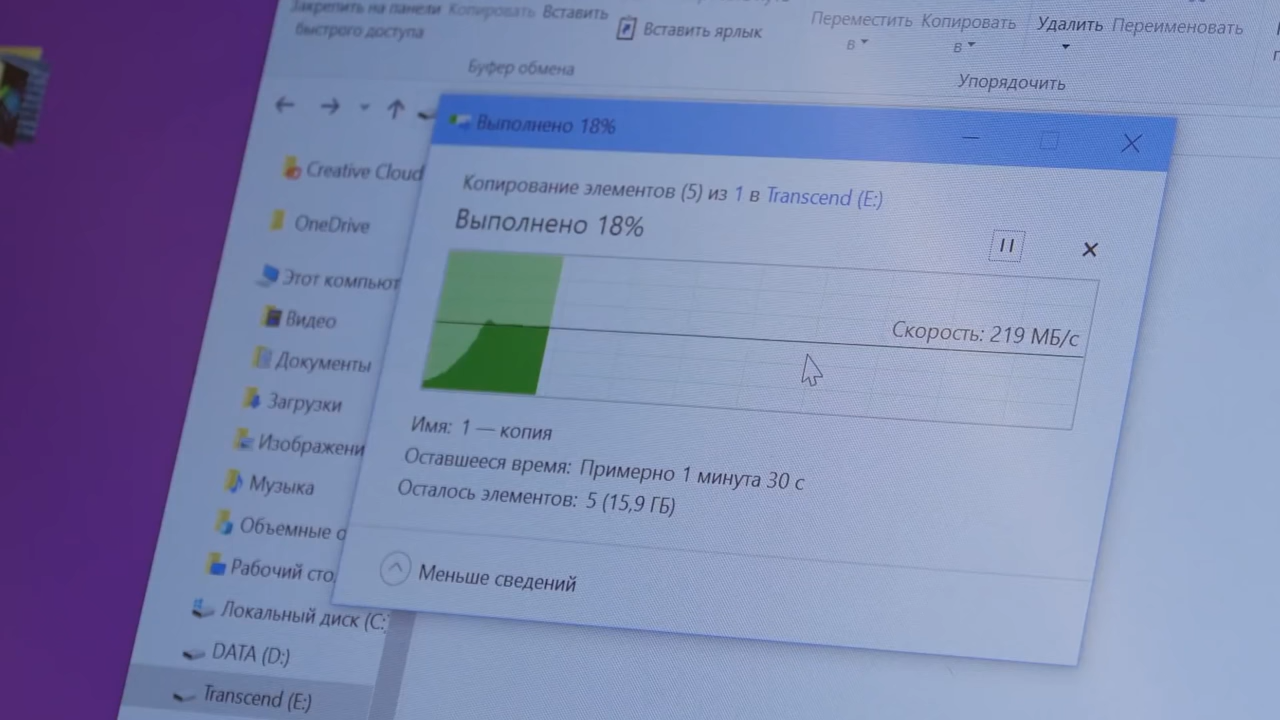 Закрепить на панели
быстрого доступа
Копировать
Вставить
Вставить ярлык
Буфер обмена
Переместить
в
Копировать
в
Удалить
Переименовать
Упорядочить
Creative Cloud
OneDrive
Этот компьют
Видео
Документы
Загрузки
Изображени
Музыка
Объемные о
Рабочий сто
Локальный диск (C:
DATA (D:)
Transcend (E:)
Выполнено 18%
Копирование элементов (5) из 1 в Transcend (E:)
Выполнено 18%
Скорость: 219 МБ/с
Имя: 1 — копия
Оставшееся время: Примерно 1 минута 30 с
Осталось элементов: 5 (15,9 ГБ)
Меньше сведений